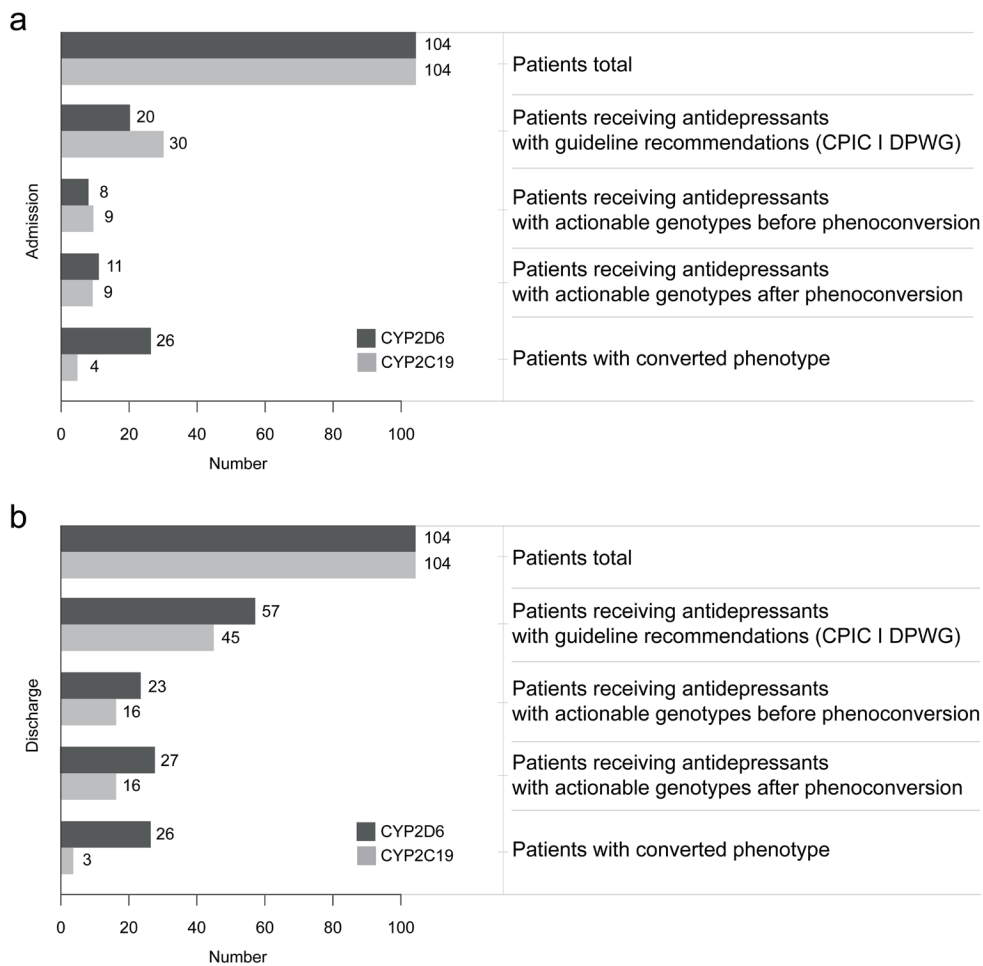 a
104
104
Patients total
20
30
Patients receiving antidepressants
with guideline recommendations (CPIC I DPWG)
8
9
Patients receiving antidepressants
with actionable genotypes before phenoconversion
11
9
Patients receiving antidepressants
with actionable genotypes after phenoconversion
26
4
Patients with converted phenotype
CYP2D6
CYP2C19
Admission
0 20 40 60 80 100
Number
b
104
104
Patients total
57
45
Patients receiving antidepressants
with guideline recommendations (CPIC I DPWG)
23
16
Patients receiving antidepressants
with actionable genotypes before phenoconversion
27
16
Patients receiving antidepressants
with actionable genotypes after phenoconversion
26
3
Patients with converted phenotype
CYP2D6
CYP2C19
Discharge
0 20 40 60 80 100
Number